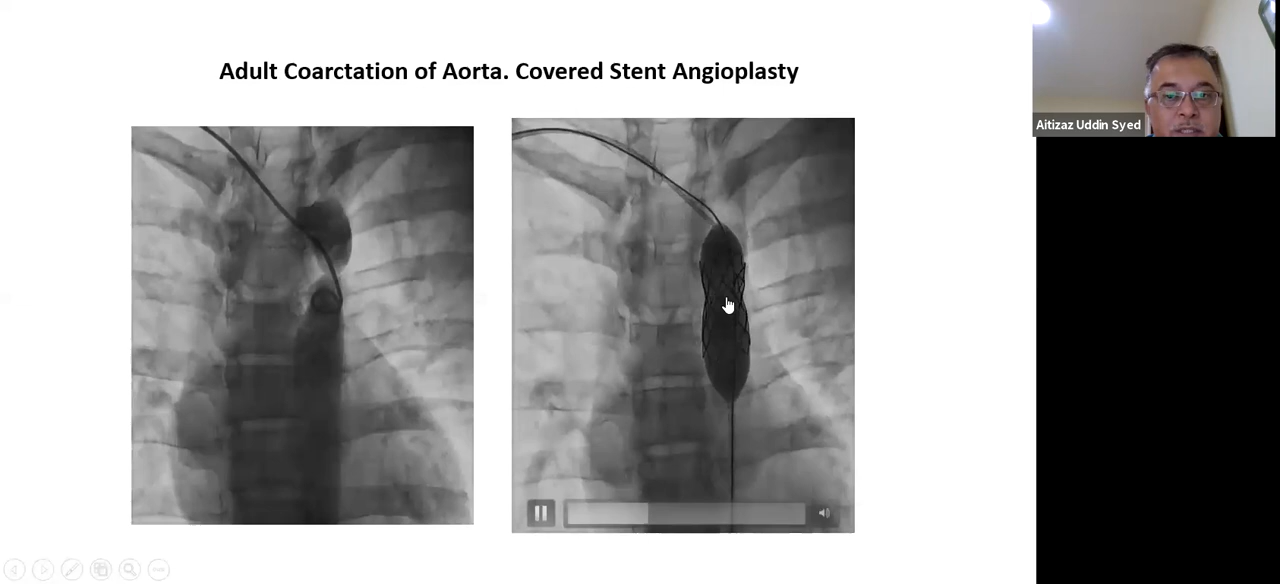 Adult Coarctation of Aorta. Covered Stent Angioplasty
Aitizaz Uddin Syed